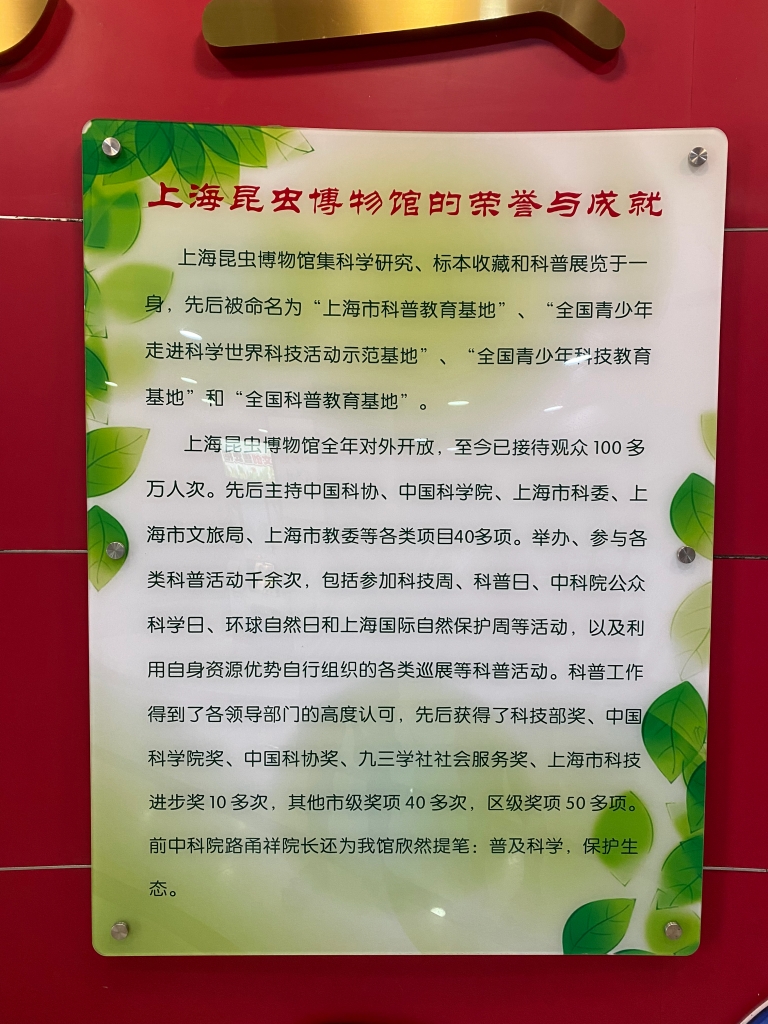 上海昆虫博物馆的荣誉与成就
上海昆虫博物馆集科学研究、标本收藏和科普展览于一
身，先后被命名为“上海市科普教育基地”、“全国青少年
走进科学世界科技活动示范基地”、“全国青少年科技教育
基地”和“全国科普教育基地”。
上海昆虫博物馆全年对外开放，至今已接待观众100多
万人次。先后主持中国科协、中国科学院、上海市科委、上
海市文旅局、上海市教委等各类项目40多项。举办、参与各
类科普活动千余次，包括参加科技周、科普日、中科院公众
科学日、环球自然日和上海国际自然保护周等活动，以及利
用自身资源优势自行组织的各类巡展等科普活动。科普工作
得到了各领导部门的高度认可，先后获得了科技部奖、中国
科学院奖、中国科协奖、九三学社社会服务奖、上海市科技
进步奖10多次，其他市级奖项40多次，区级奖项50多项。
前中科院路甬祥院长还为我馆欣然提笔：普及科学，保护生
态。